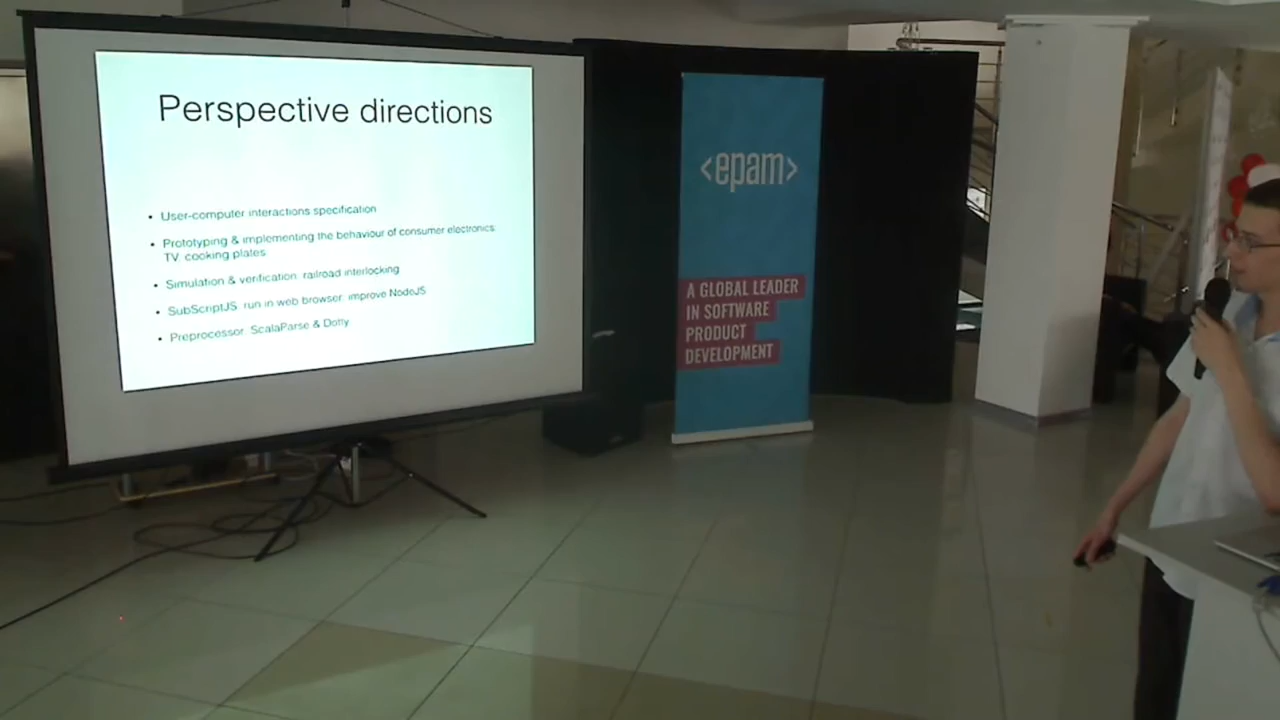 Perspective directions
• User-computer interactions specification
• Prototyping & implementing the behaviour of consumer electronics:
TV, cooking plates
• Simulation & verification: railroad interlocking
• SubScriptJS: run in web browser; improve NodeJS
• Preprocessor: ScalaParse & Dotty
<epam>
A GLOBAL LEADER
IN SOFTWARE
PRODUCT
DEVELOPMENT